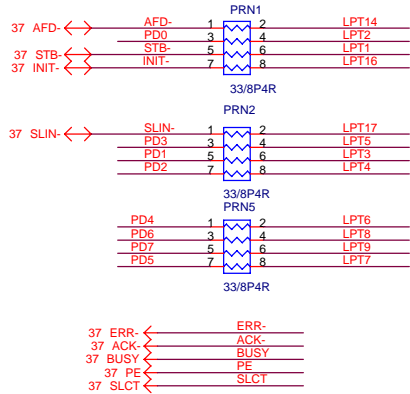 PRN1
37 AFD- AFD- 1 2 LPT14
PD0 3 4 LPT2
37 STB- STB- 5 6 LPT1
37 INIT- INIT- 7 8 LPT16
33/8P4R
PRN2
37 SLIN- SLIN- 1 2 LPT17
PD3 3 4 LPT5
PD1 5 6 LPT3
PD2 7 8 LPT4
33/8P4R
PRN5
PD4 1 2 LPT6
PD6 3 4 LPT8
PD7 5 6 LPT9
PD5 7 8 LPT7
33/8P4R
37 ERR- ERR-
37 ACK- ACK-
37 BUSY BUSY
37 PE PE
37 SLCT SLCT